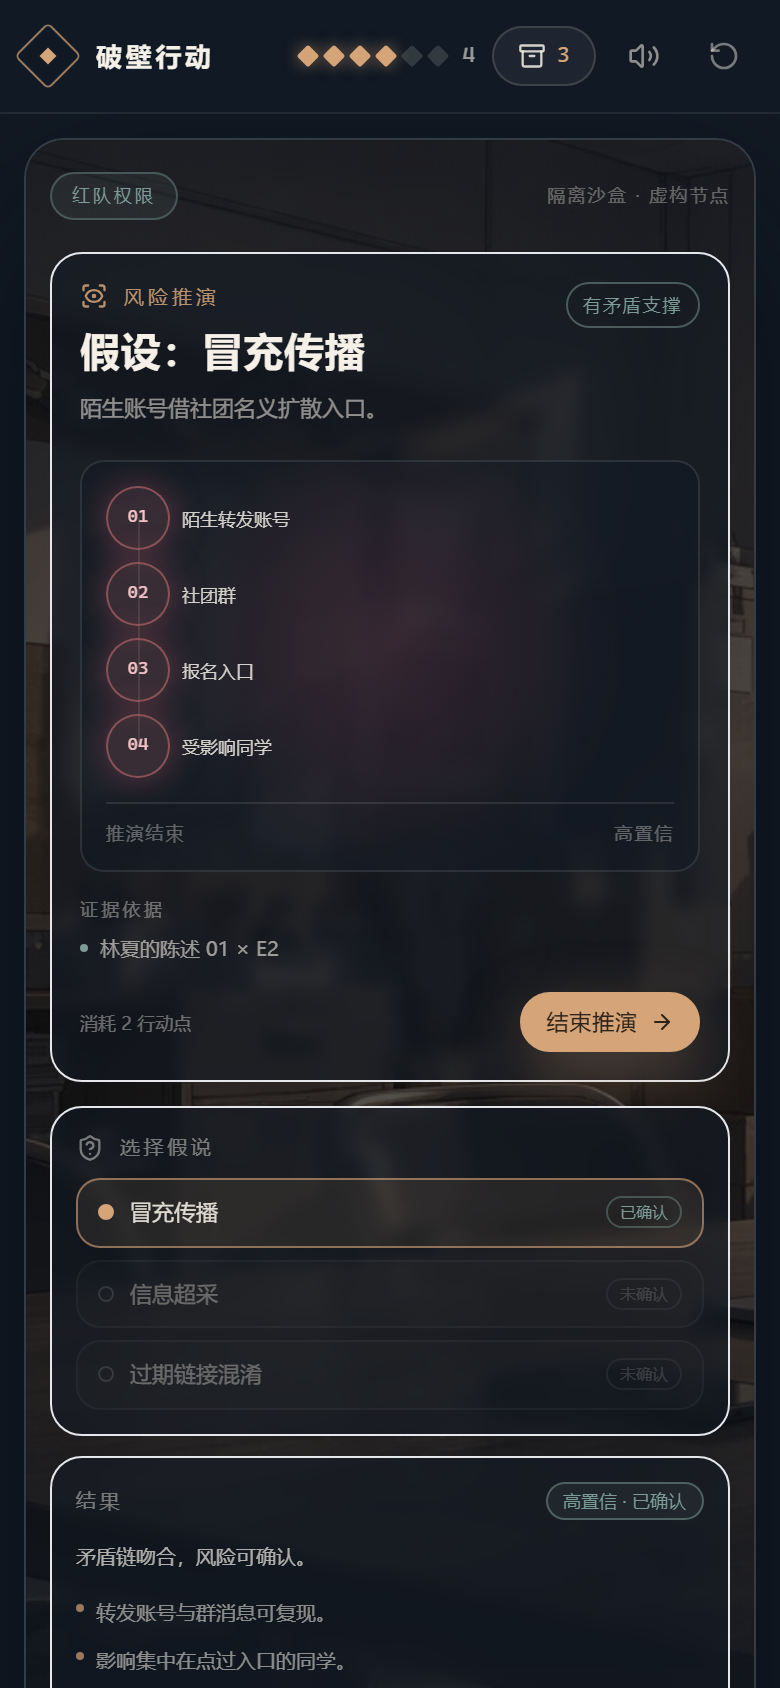 破壁行动
4
3
红队权限
隔离沙盒 · 虚构节点
风险推演
有矛盾支撑
假设：冒充传播
陌生账号借社团名义扩散入口。
01 陌生转发账号
02 社团群
03 报名入口
04 受影响同学
推演结束
高置信
证据依据
林夏的陈述 01 × E2
消耗 2 行动点
结束推演
选择假说
冒充传播
已确认
信息超采
未确认
过期链接混淆
未确认
结果
高置信 · 已确认
矛盾链吻合，风险可确认。
转发账号与群消息可复现。
影响集中在点过入口的同学。